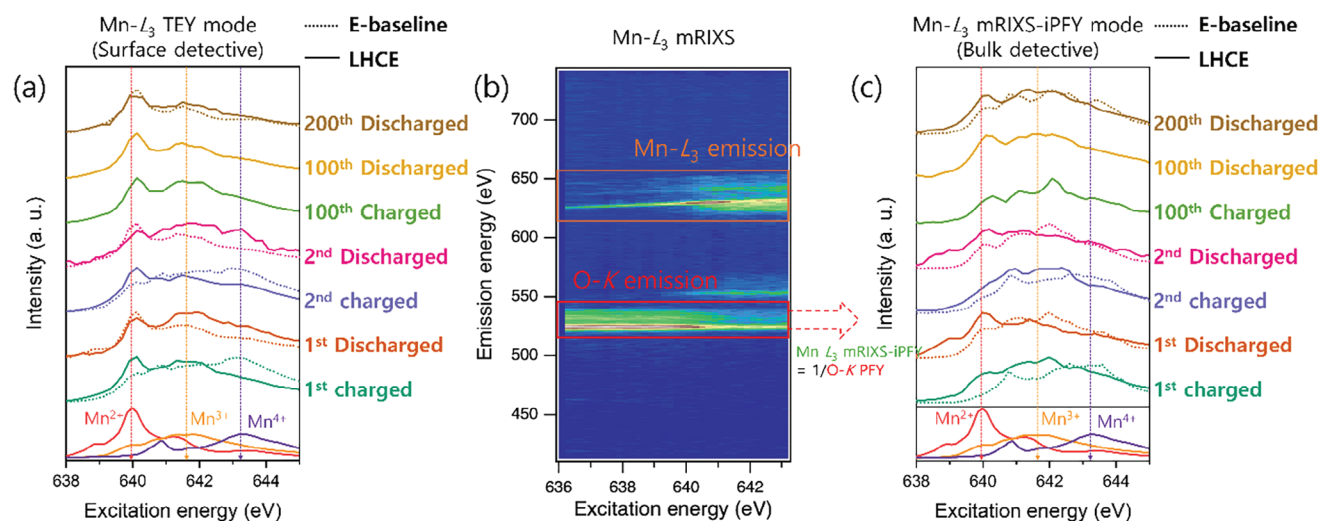 Mn-L₃ TEY mode
(Surface detective)
E-baseline
LHCE
(a)
200th Discharged
100th Discharged
100th Charged
2nd Discharged
2nd charged
1st Discharged
1st charged
Mn2+
Mn3+
Mn4+
Intensity (a. u.)
638 640 642 644
Excitation energy (eV)
Mn-L₃ mRIXS
(b)
Mn-L₃ emission
O-K emission
Emission energy (eV)
700
650
600
550
500
450
636 638 640 642
Excitation energy (eV)
Mn L₃ mRIXS-iPFY
= 1/O-K PFY
Mn-L₃ mRIXS-iPFY mode
(Bulk detective)
E-baseline
LHCE
(c)
200th Discharged
100th Discharged
100th Charged
2nd Discharged
2nd charged
1st Discharged
1st charged
Mn2+
Mn3+
Mn4+
Intensity (a. u.)
638 640 642 644
Excitation energy (eV)